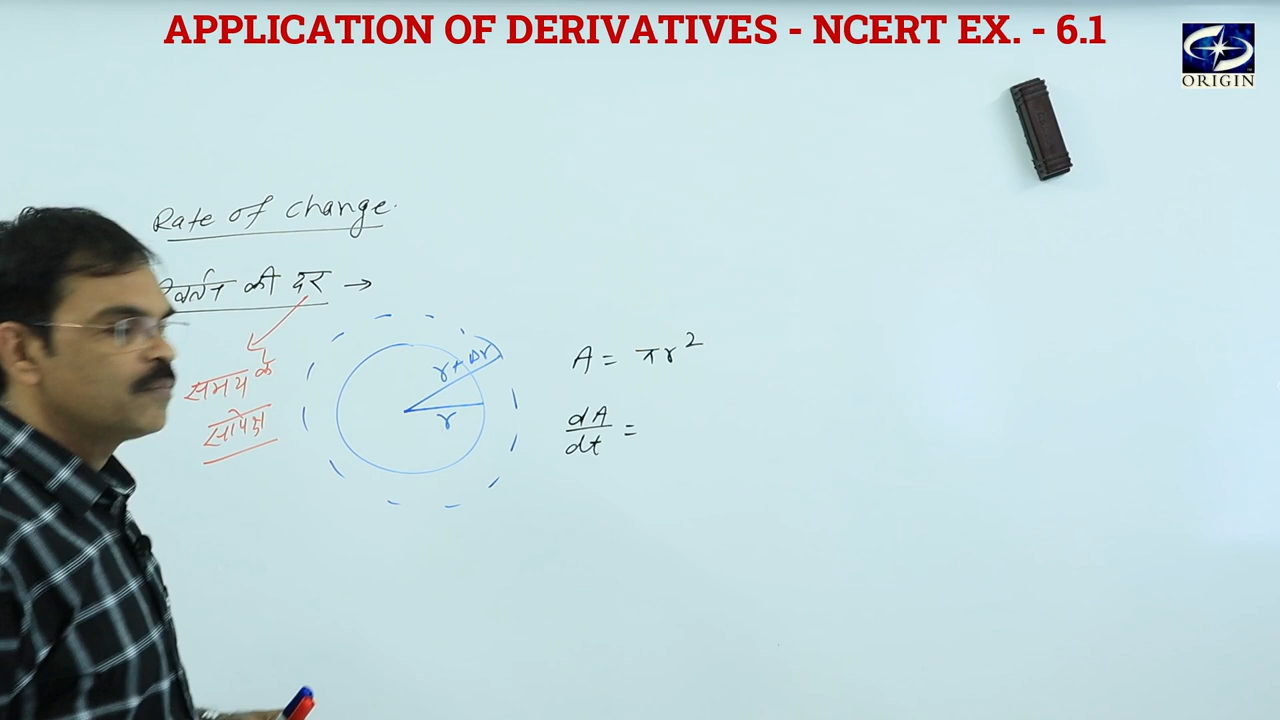 APPLICATION OF DERIVATIVES - NCERT EX. - 6.1
ORIGIN
Rate of change.
की दर →
समय के
सापेक्ष
r+Δr
r
A = πr²
dA/dt =